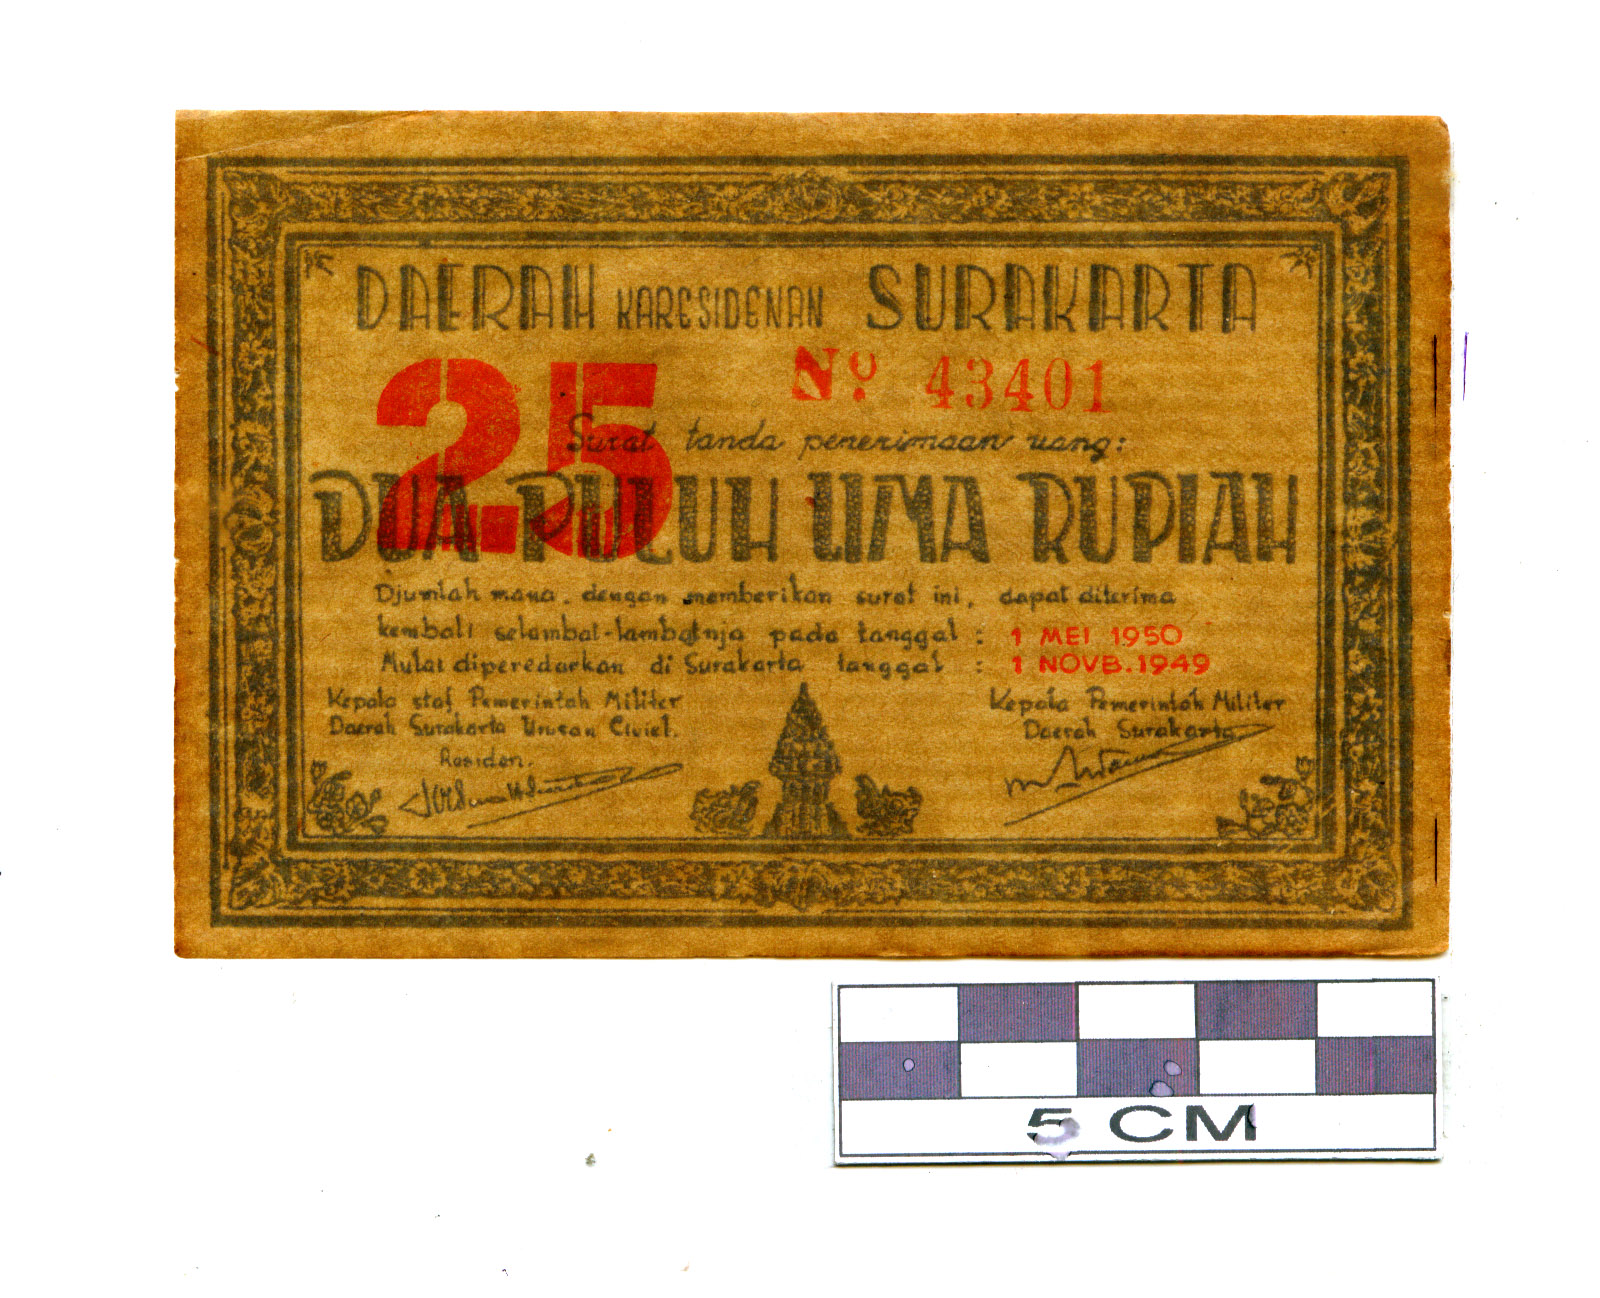 DAERAH KARESIDENAN SURAKARTA
25
No. 43401
Surat tanda penerimaan uang:
DUA PULUH LIMA RUPIAH
Djumlah mana, dengan memberikan surat ini, dapat diterima
kembali selambat-lambatnja pada tanggal : 1 MEI 1950
Mulai diperedarkan di Surakarta tanggal : 1 NOVB. 1949
Kepala staf Pemerintah Militer
Daerah Surakarta Urusan Civiel.
Residen.
Kepala Pemerintah Militer
Daerah Surakarta
5 CM